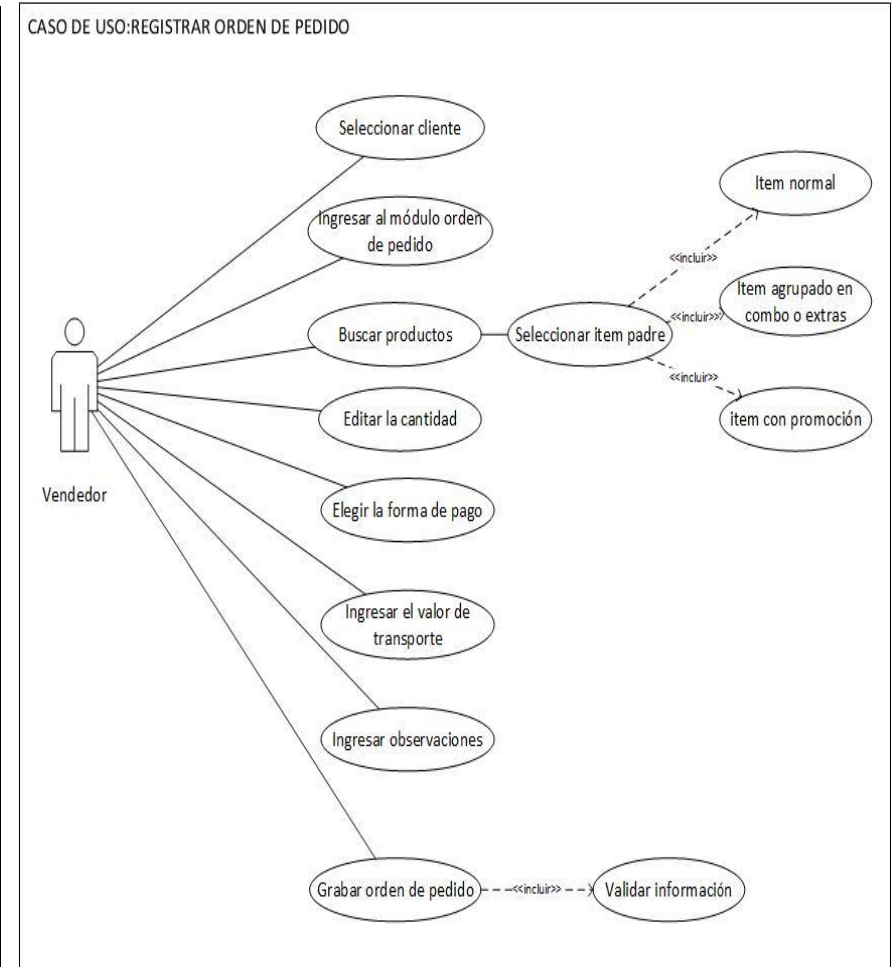 CASO DE USO:REGISTRAR ORDEN DE PEDIDO
Seleccionar cliente
Item normal
Ingresar al módulo orden
de pedido
<<incluir>>
Item agrupado en
combo o extras
Buscar productos
Seleccionar item padre
<<incluir>>
<<incluir>>
item con promoción
Editar la cantidad
Vendedor
Elegir la forma de pago
Ingresar el valor de
transporte
Ingresar observaciones
Grabar orden de pedido
<<incluir>>
Validar información